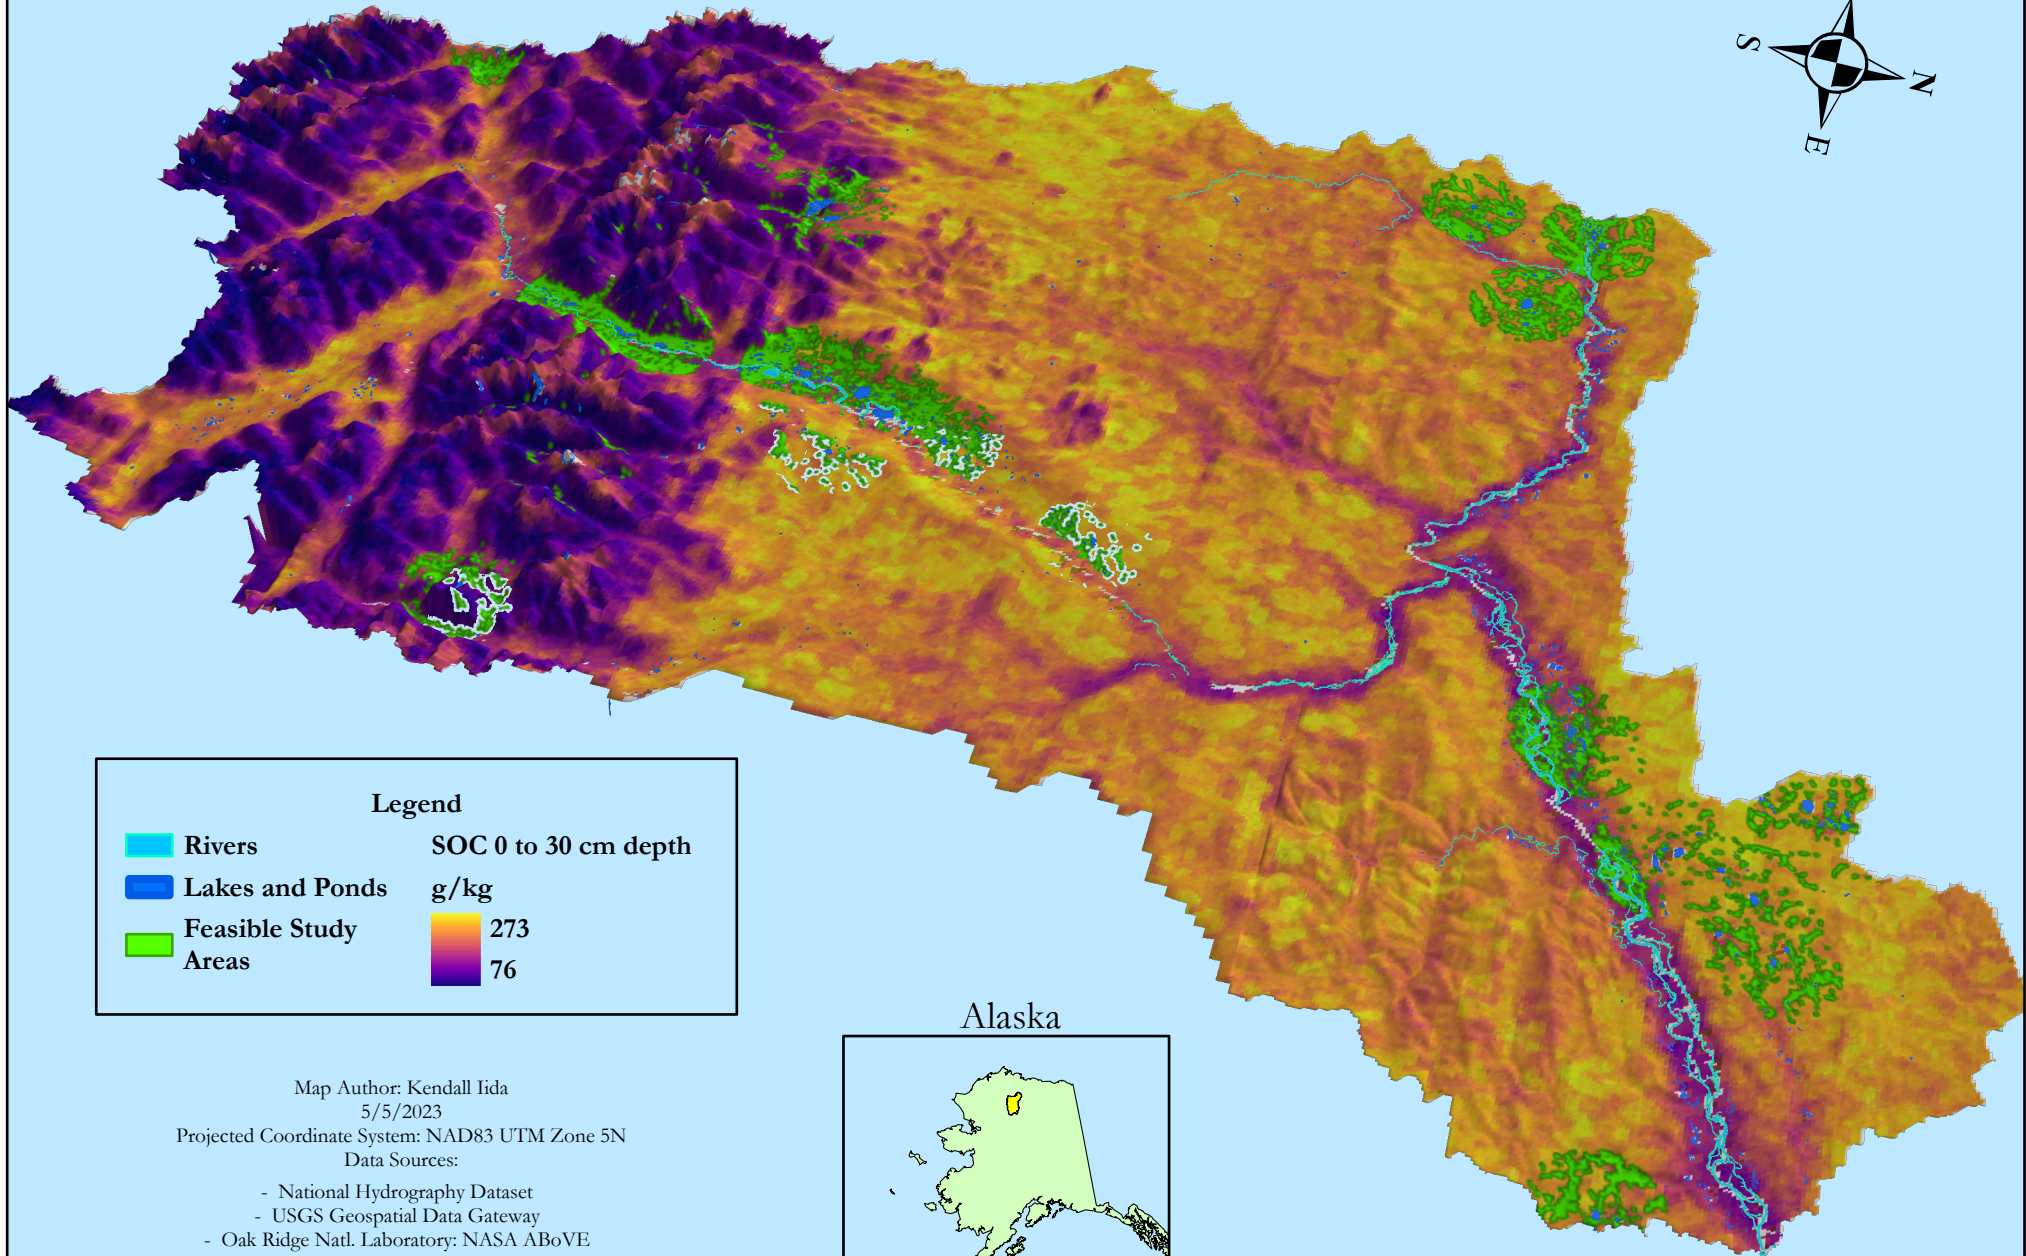 S
N
E
Legend
Rivers
Lakes and Ponds
Feasible Study
Areas
SOC 0 to 30 cm depth
g/kg
273
76
Alaska
Map Author: Kendall Iida
5/5/2023
Projected Coordinate System: NAD83 UTM Zone 5N
Data Sources:
- National Hydrography Dataset
- USGS Geospatial Data Gateway
- Oak Ridge Natl. Laboratory: NASA ABoVE